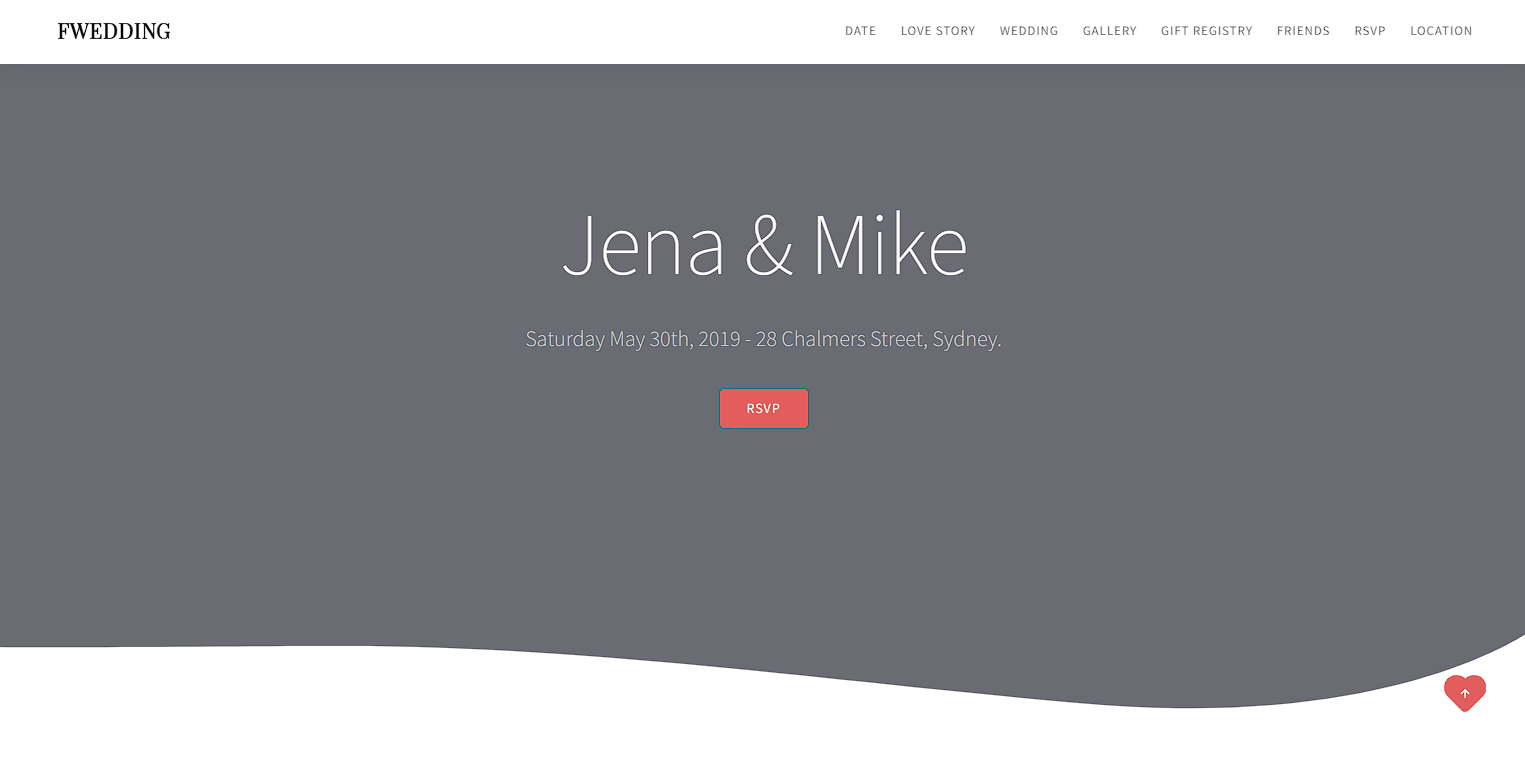 FWEDDING
DATE LOVE STORY WEDDING GALLERY GIFT REGISTRY FRIENDS RSVP LOCATION
Jena & Mike
Saturday May 30th, 2019 - 28 Chalmers Street, Sydney.
RSVP